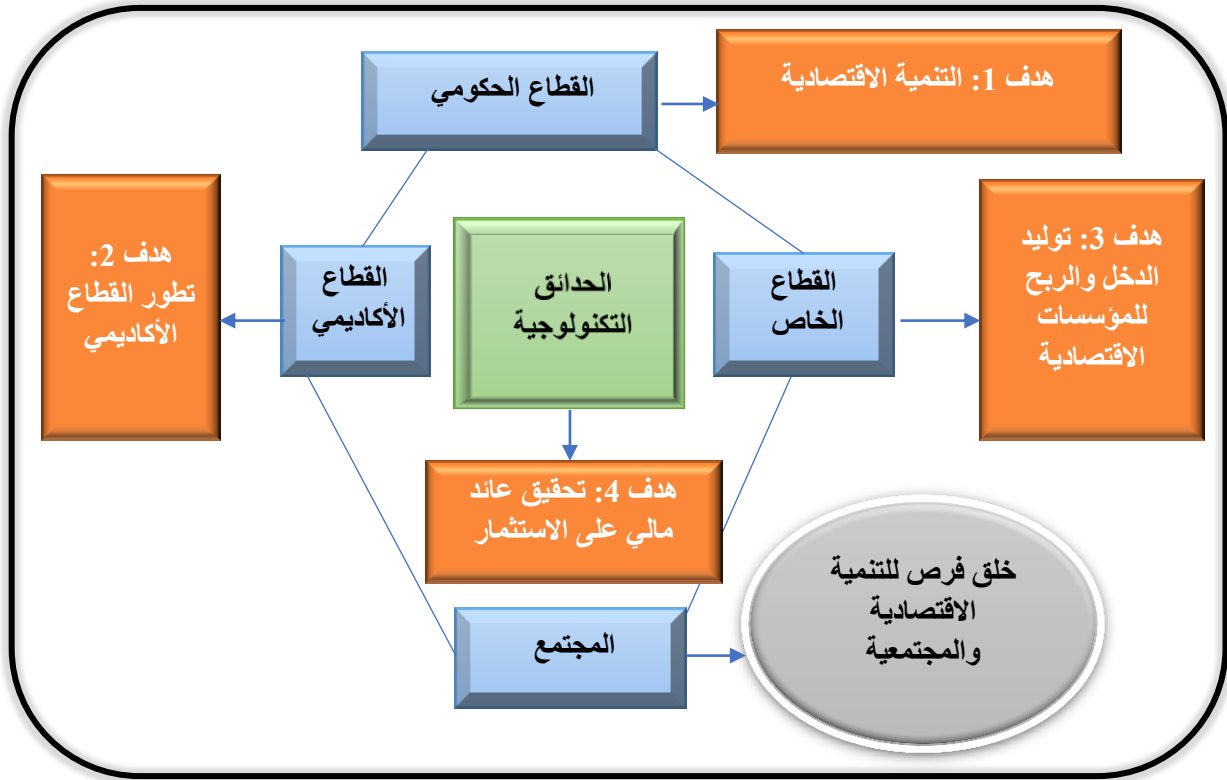 هدف 1: التنمية الاقتصادية
القطاع الحكومي
هدف 3: توليد
الدخل والربح
للمؤسسات
الاقتصادية
القطاع
الخاص
الحدائق
التكنولوجية
القطاع
الأكاديمي
هدف 2:
تطور القطاع
الأكاديمي
هدف 4: تحقيق عائد
مالي على الاستثمار
خلق فرص للتنمية
الاقتصادية
والمجتمعية
المجتمع